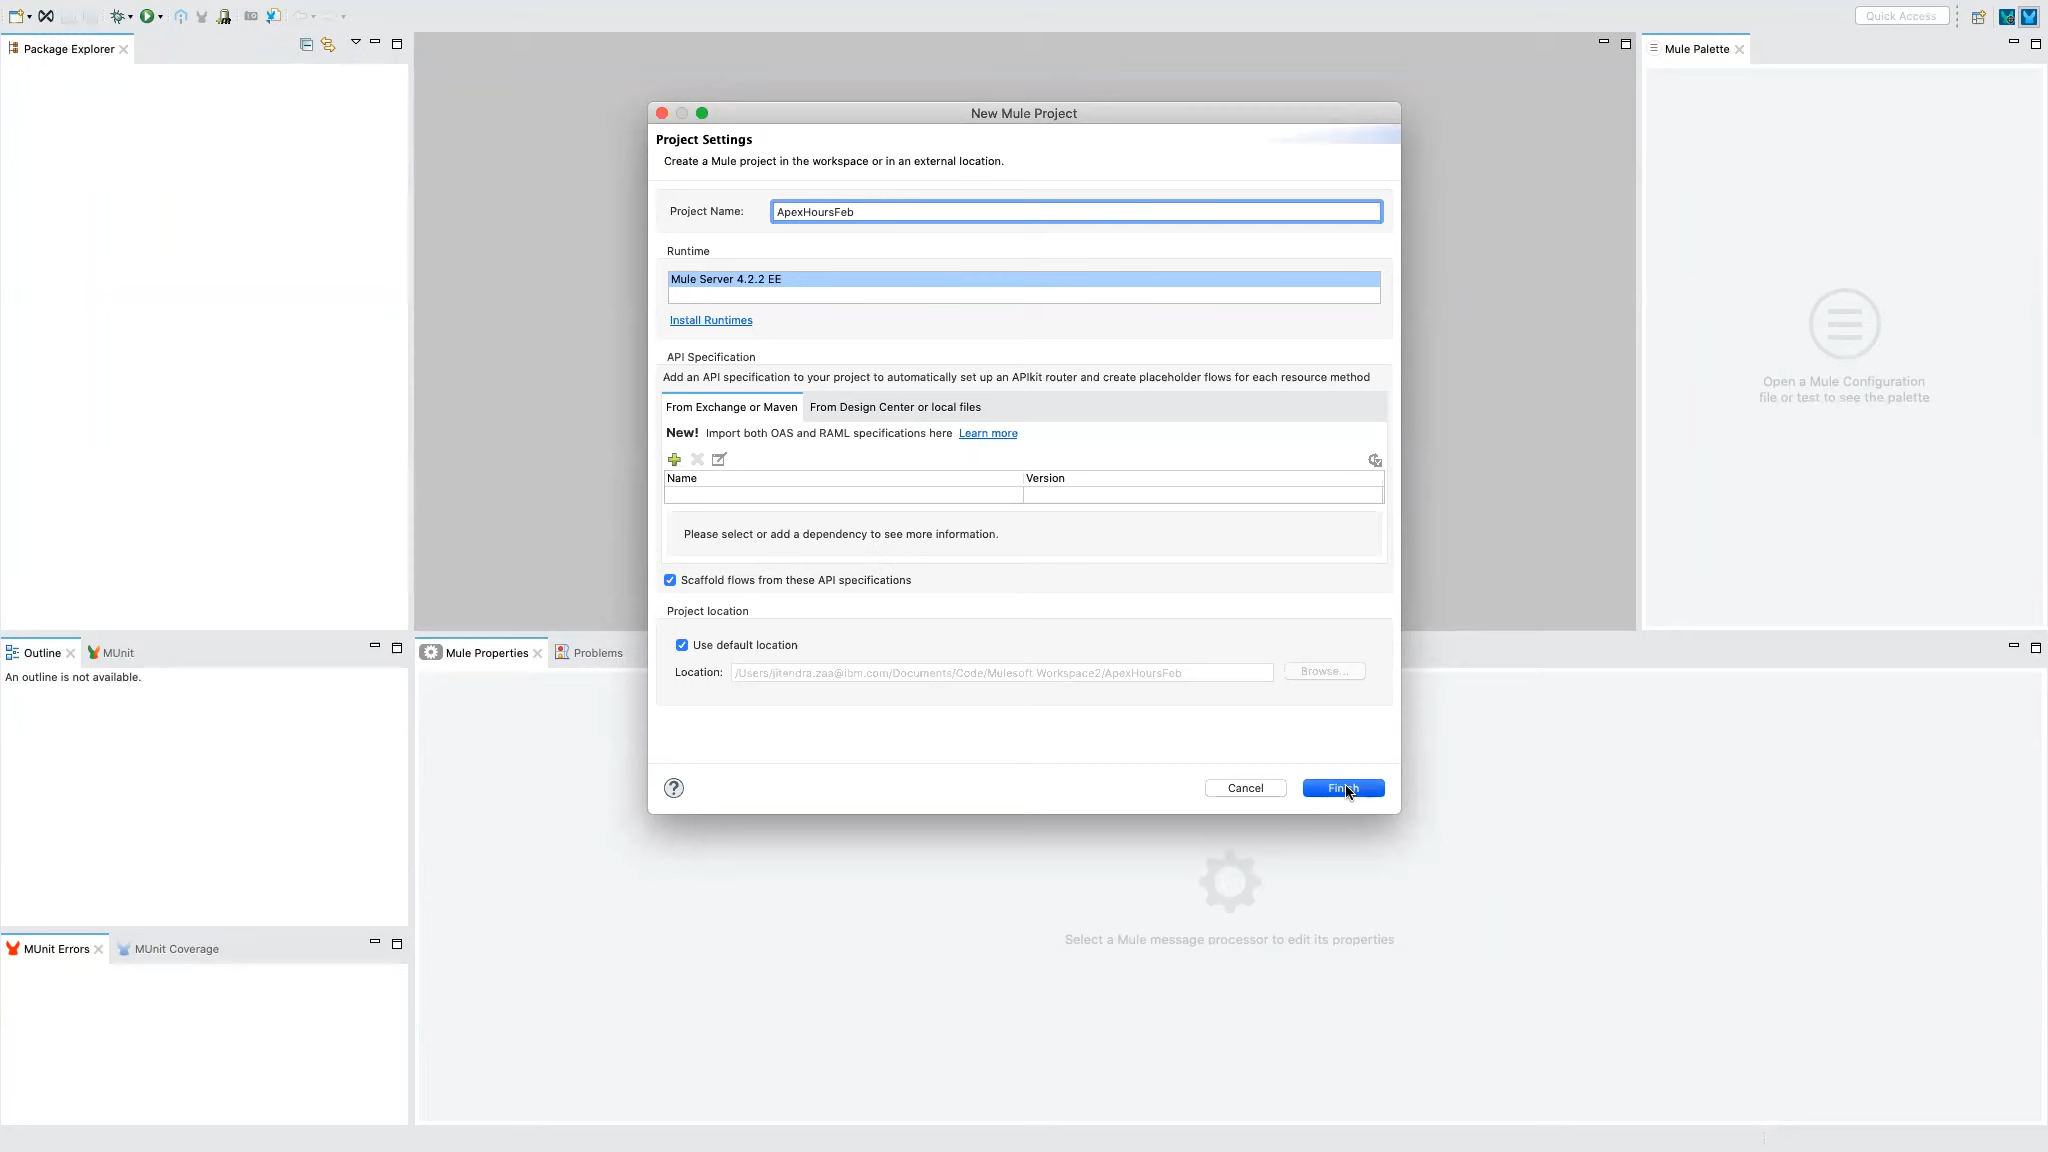 Quick Access
Package Explorer
Mule Palette
New Mule Project
Project Settings
Create a Mule project in the workspace or in an external location.
Project Name: ApexHoursFeb
Runtime
Mule Server 4.2.2 EE
Install Runtimes
API Specification
Add an API specification to your project to automatically set up an APIkit router and create placeholder flows for each resource method
From Exchange or Maven From Design Center or local files
New! Import both OAS and RAML specifications here Learn more
Name Version
Please select or add a dependency to see more information.
Scaffold flows from these API specifications
Project location
Use default location
Location: /Users/jitendra.zaa@ibm.com/Documents/Code/Mulesoft Workspace2/ApexHoursFeb Browse...
? Cancel Finish
Open a Mule Configuration
file or test to see the palette
Outline MUnit
An outline is not available.
Mule Properties Problems
Select a Mule message processor to edit its properties
MUnit Errors MUnit Coverage